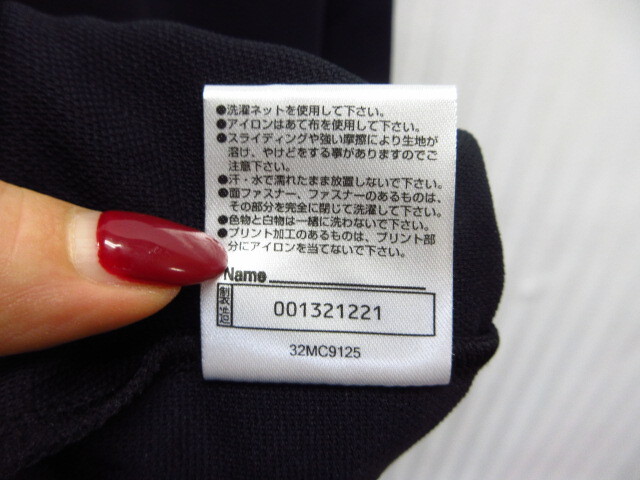 ●洗濯ネットを使用して下さい。
●アイロンはあて布を使用して下さい。
●スライディングや強い摩擦により生地が
溶け、やけどをする事がありますのでご
注意下さい。
●汗・水で濡れたまま放置しないで下さい。
●面ファスナー、ファスナーのあるものは、
その部分を完全に閉じて洗濯して下さい。
●色物と白物は一緒に洗わないで下さい。
●プリント加工のあるものは、プリント部
分にアイロンを当てないで下さい。
Name
製造 001321221
32MC9125